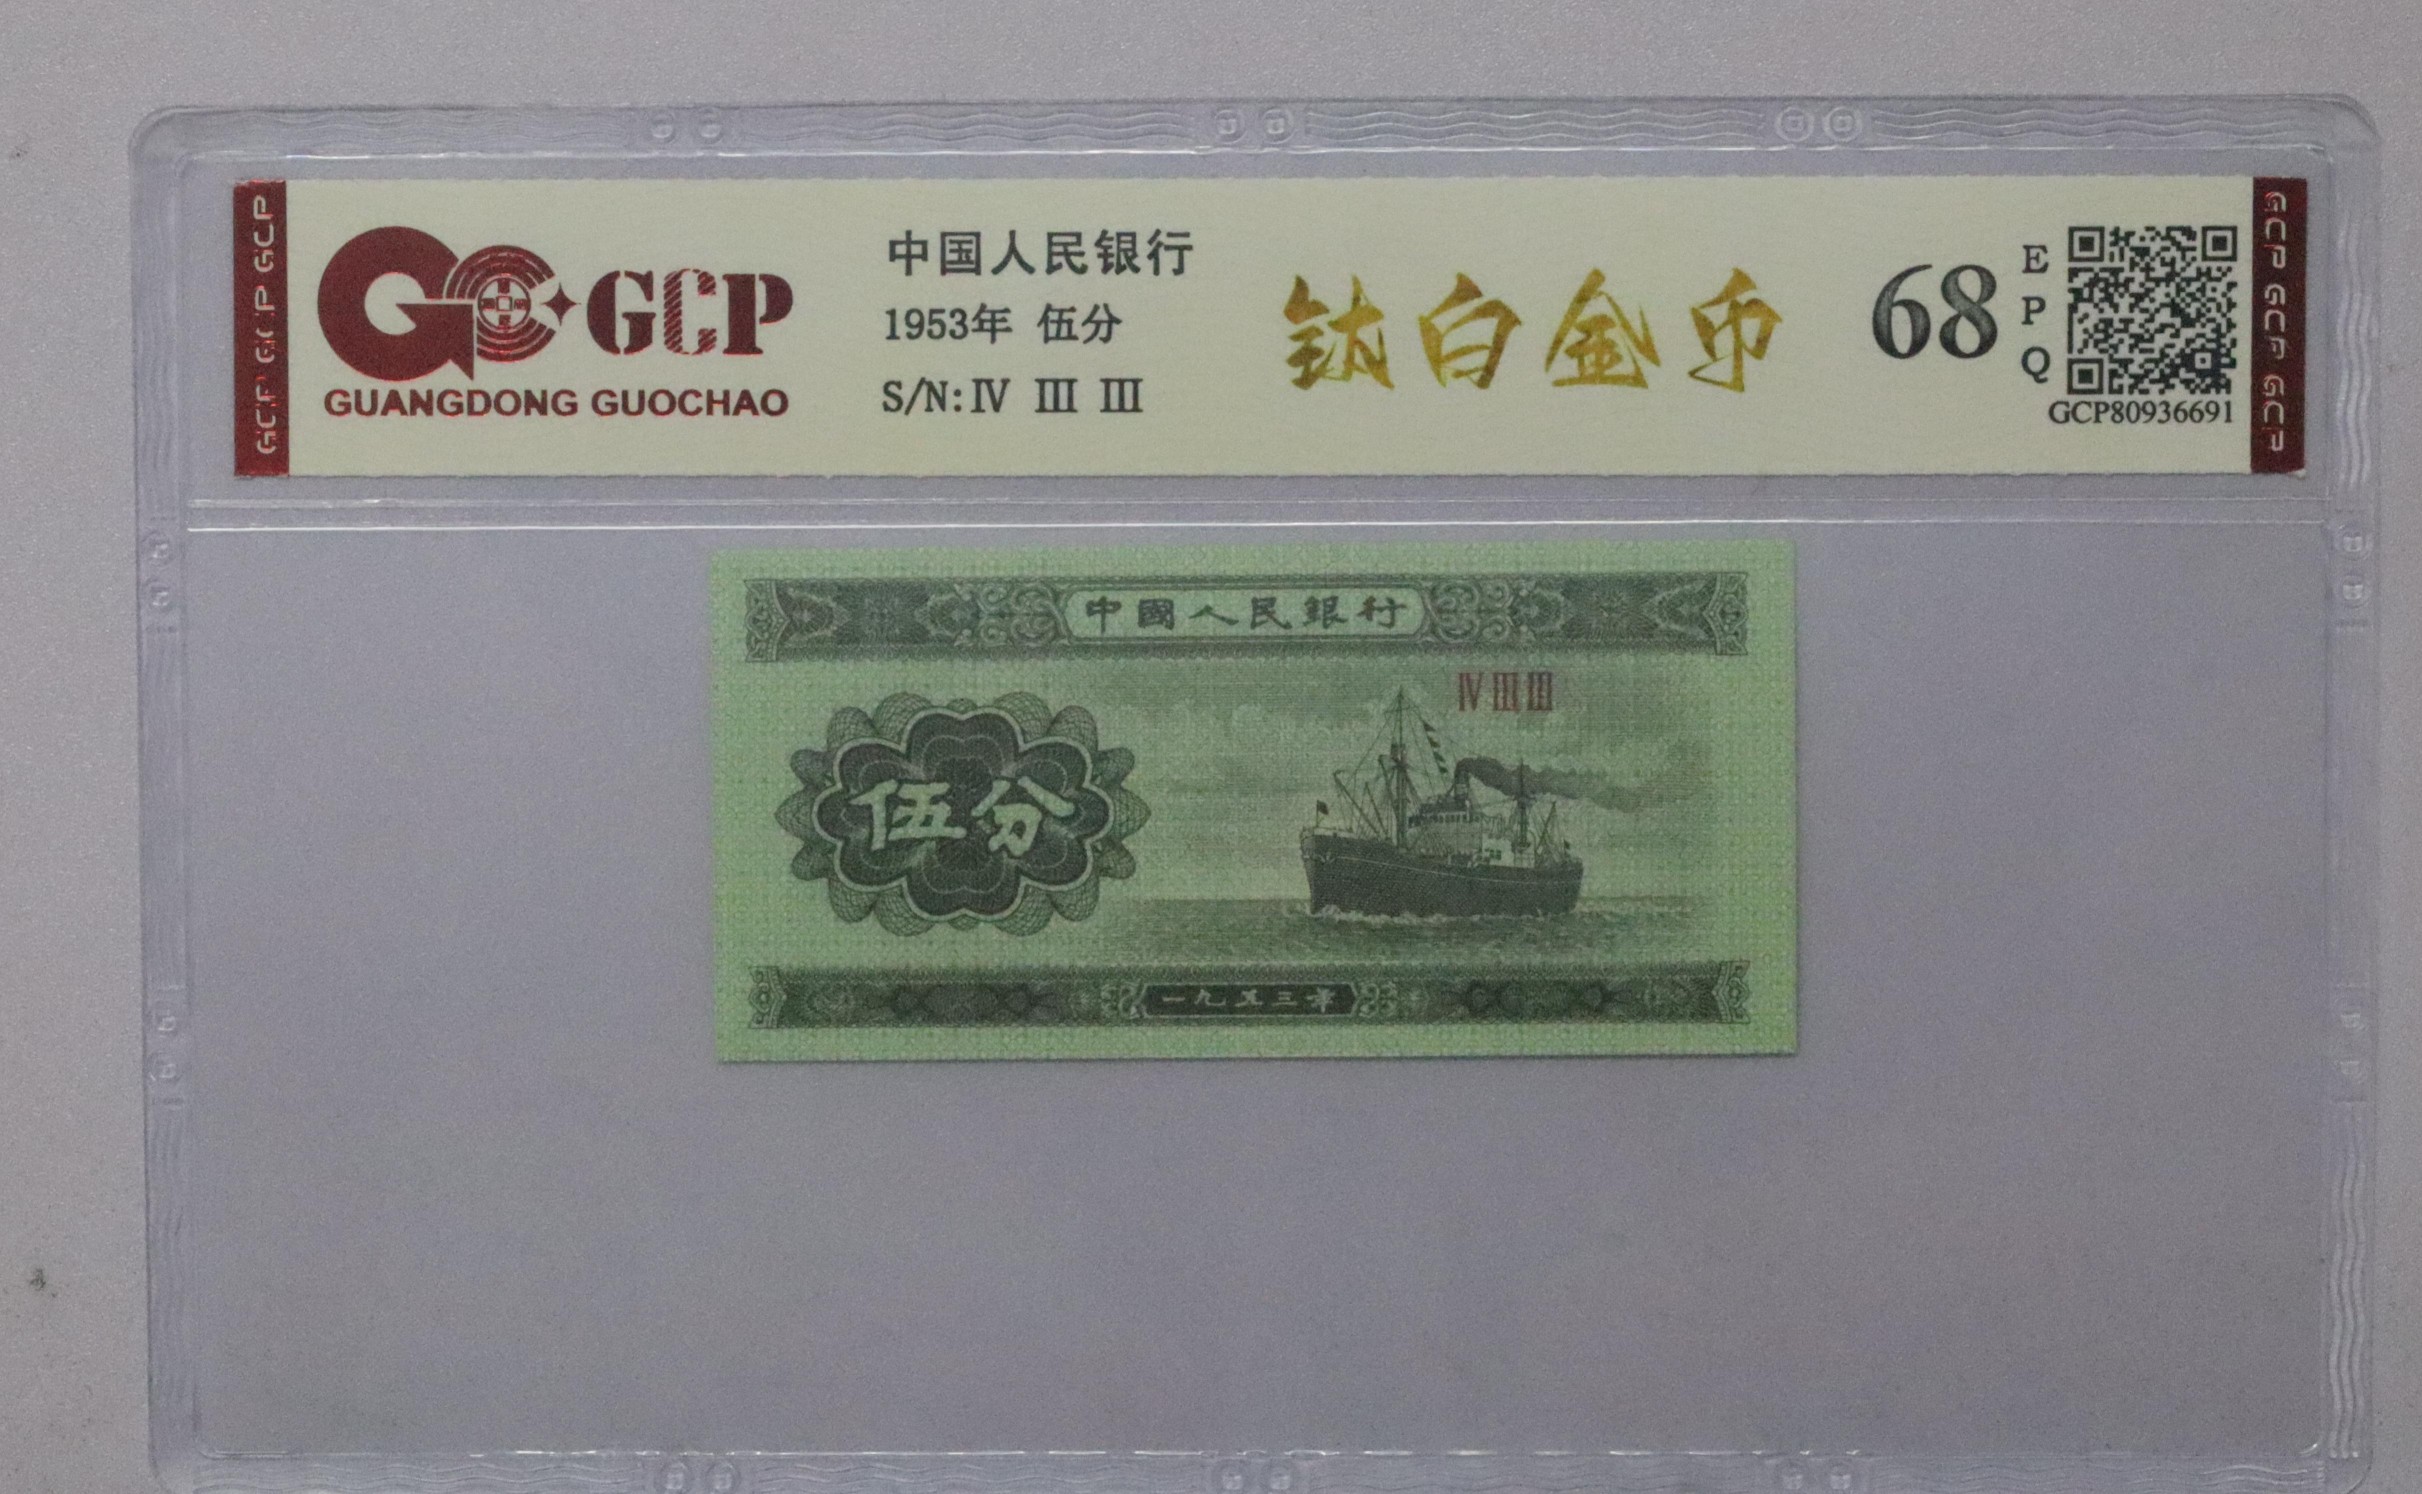 GCP GCP GCP
GCP
GUANGDONG GUOCHAO
中国人民银行
1953年 伍分
S/N: Ⅳ Ⅲ Ⅲ
钛白金币
68
E
P
Q
GCP80936691
GCP GCP GCP
中國人民銀行
Ⅳ Ⅲ Ⅲ
伍分
一九五三年